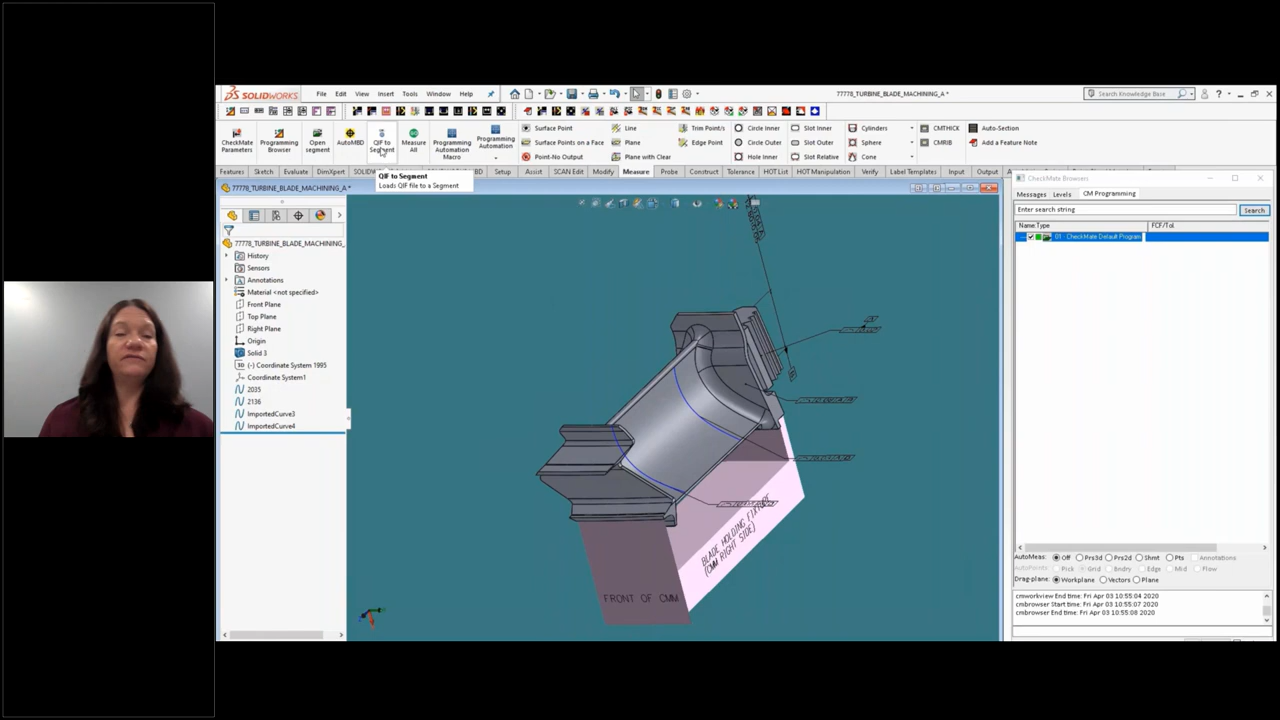 SOLIDWORKS File Edit View Insert Tools Window Help 77778_TURBINE_BLADE_MACHINING_A * Search Knowledge Base
CheckMate Parameters
Programming Browser
Open segment
AutoMBD
QIF to Segment
Measure All
Programming Automation Macro
Programming Automation
Surface Point
Surface Points on a Face
Point-No Output
Line
Plane
Plane with Clear
Trim Point/s
Edge Point
Circle Inner
Circle Outer
Hole Inner
Slot Inner
Slot Outer
Slot Relative
Cylinders
Sphere
Cone
CMTHICK
CMRIB
Auto-Section
Add a Feature Note
Features Sketch Evaluate DimXpert Setup Assist SCAN Edit Modify Measure Probe Construct Tolerance HOT List HOT Manipulation Label Templates Verify Input Output
QIF to Segment
Loads QIF file to a Segment
77778_TURBINE_BLADE_MACHINING_A *
77778_TURBINE_BLADE_MACHINING_
History
Sensors
Annotations
Material <not specified>
Front Plane
Top Plane
Right Plane
Origin
Solid 3
(-) Coordinate System 1995
Coordinate System1
2035
2136
ImportedCurve3
ImportedCurve4
BLADE HOLDING FIXTURE
(CMM RIGHT SIDE)
FRONT OF CMM
CheckMate Browsers
Messages Levels CM Programming
Enter search string Search
Name:Type FCF/Tol
01 - CheckMate Default Program
AutoMeas: Off Prs3d Prs2d Shmt Pts Annotations
AutoPoints: Pick Grid Bndry Edge Mid Flow
Drag-plane: Workplane Vectors Plane
cmworkview End time: Fri Apr 03 10:55:04 2020
cmbrowser Start time: Fri Apr 03 10:55:07 2020
cmbrowser End time: Fri Apr 03 10:55:08 2020